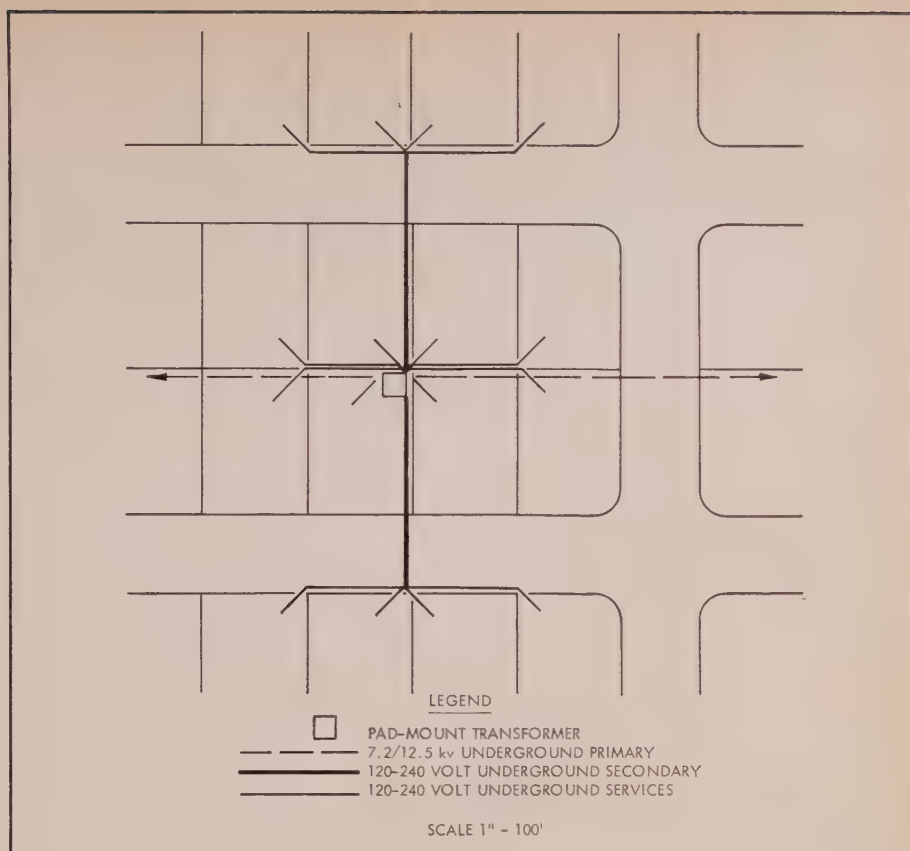 LEGEND
PAD-MOUNT TRANSFORMER
7.2/12.5 kv UNDERGROUND PRIMARY
120-240 VOLT UNDERGROUND SECONDARY
120-240 VOLT UNDERGROUND SERVICES
SCALE 1" - 100'